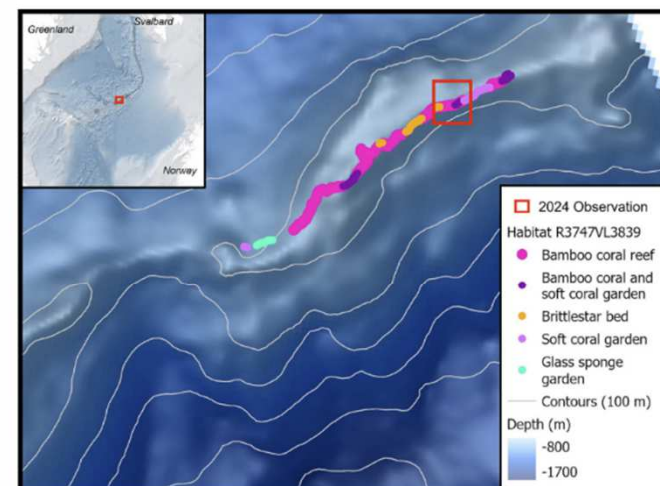 Greenland
Svalbard
Norway
2024 Observation
Habitat R3747VL3839
Bamboo coral reef
Bamboo coral and
soft coral garden
Brittlestar bed
Soft coral garden
Glass sponge
garden
Contours (100 m)
Depth (m)
-800
-1700